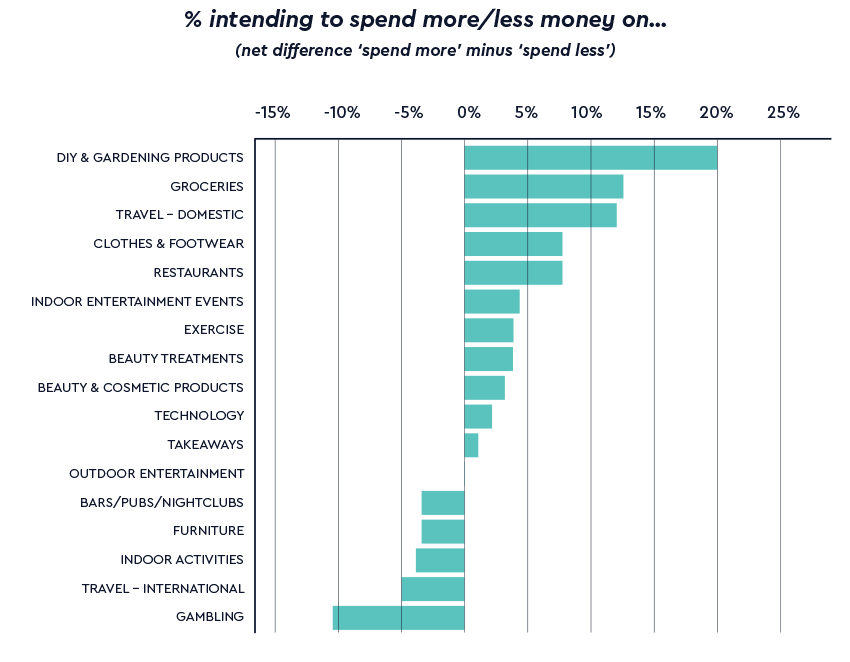 % intending to spend more/less money on...
(net difference ‘spend more’ minus ‘spend less’)
-15% -10% -5% 0% 5% 10% 15% 20% 25%
DIY & GARDENING PRODUCTS
GROCERIES
TRAVEL – DOMESTIC
CLOTHES & FOOTWEAR
RESTAURANTS
INDOOR ENTERTAINMENT EVENTS
EXERCISE
BEAUTY TREATMENTS
BEAUTY & COSMETIC PRODUCTS
TECHNOLOGY
TAKEAWAYS
OUTDOOR ENTERTAINMENT
BARS/PUBS/NIGHTCLUBS
FURNITURE
INDOOR ACTIVITIES
TRAVEL – INTERNATIONAL
GAMBLING